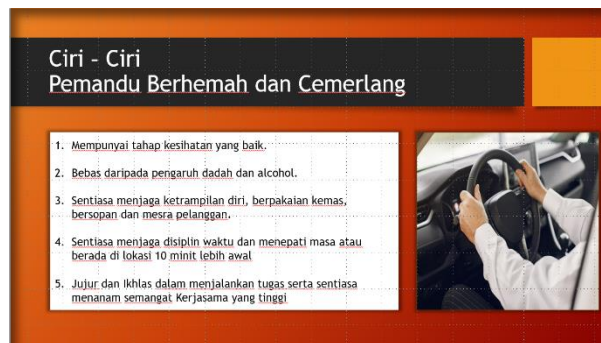 Ciri - Ciri
Pemandu Berhemah dan Cemerlang
1. Mempunyai tahap kesihatan yang baik.
2. Bebas daripada pengaruh dadah dan alcohol.
3. Sentiasa menjaga ketrampilan diri, berpakaian kemas,
bersopan dan mesra pelanggan.
4. Sentiasa menjaga disiplin waktu dan menepati masa atau
berada di lokasi 10 minit lebih awal
5. Jujur dan Ikhlas dalam menjalankan tugas serta sentiasa
menanam semangat Kerjasama yang tinggi